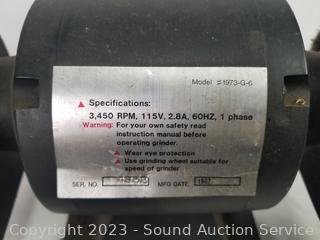 Model #1973-G-6
Specifications:
3,450 RPM, 115V, 2.8A, 60HZ, 1 phase
Warning: For your own safety read
instruction manual before
operating grinder.
Wear eye protection
Use grinding wheel suitable for
speed of grinder.
SER. NO. MFG DATE
Copyright 2023 - Sound Auction Service